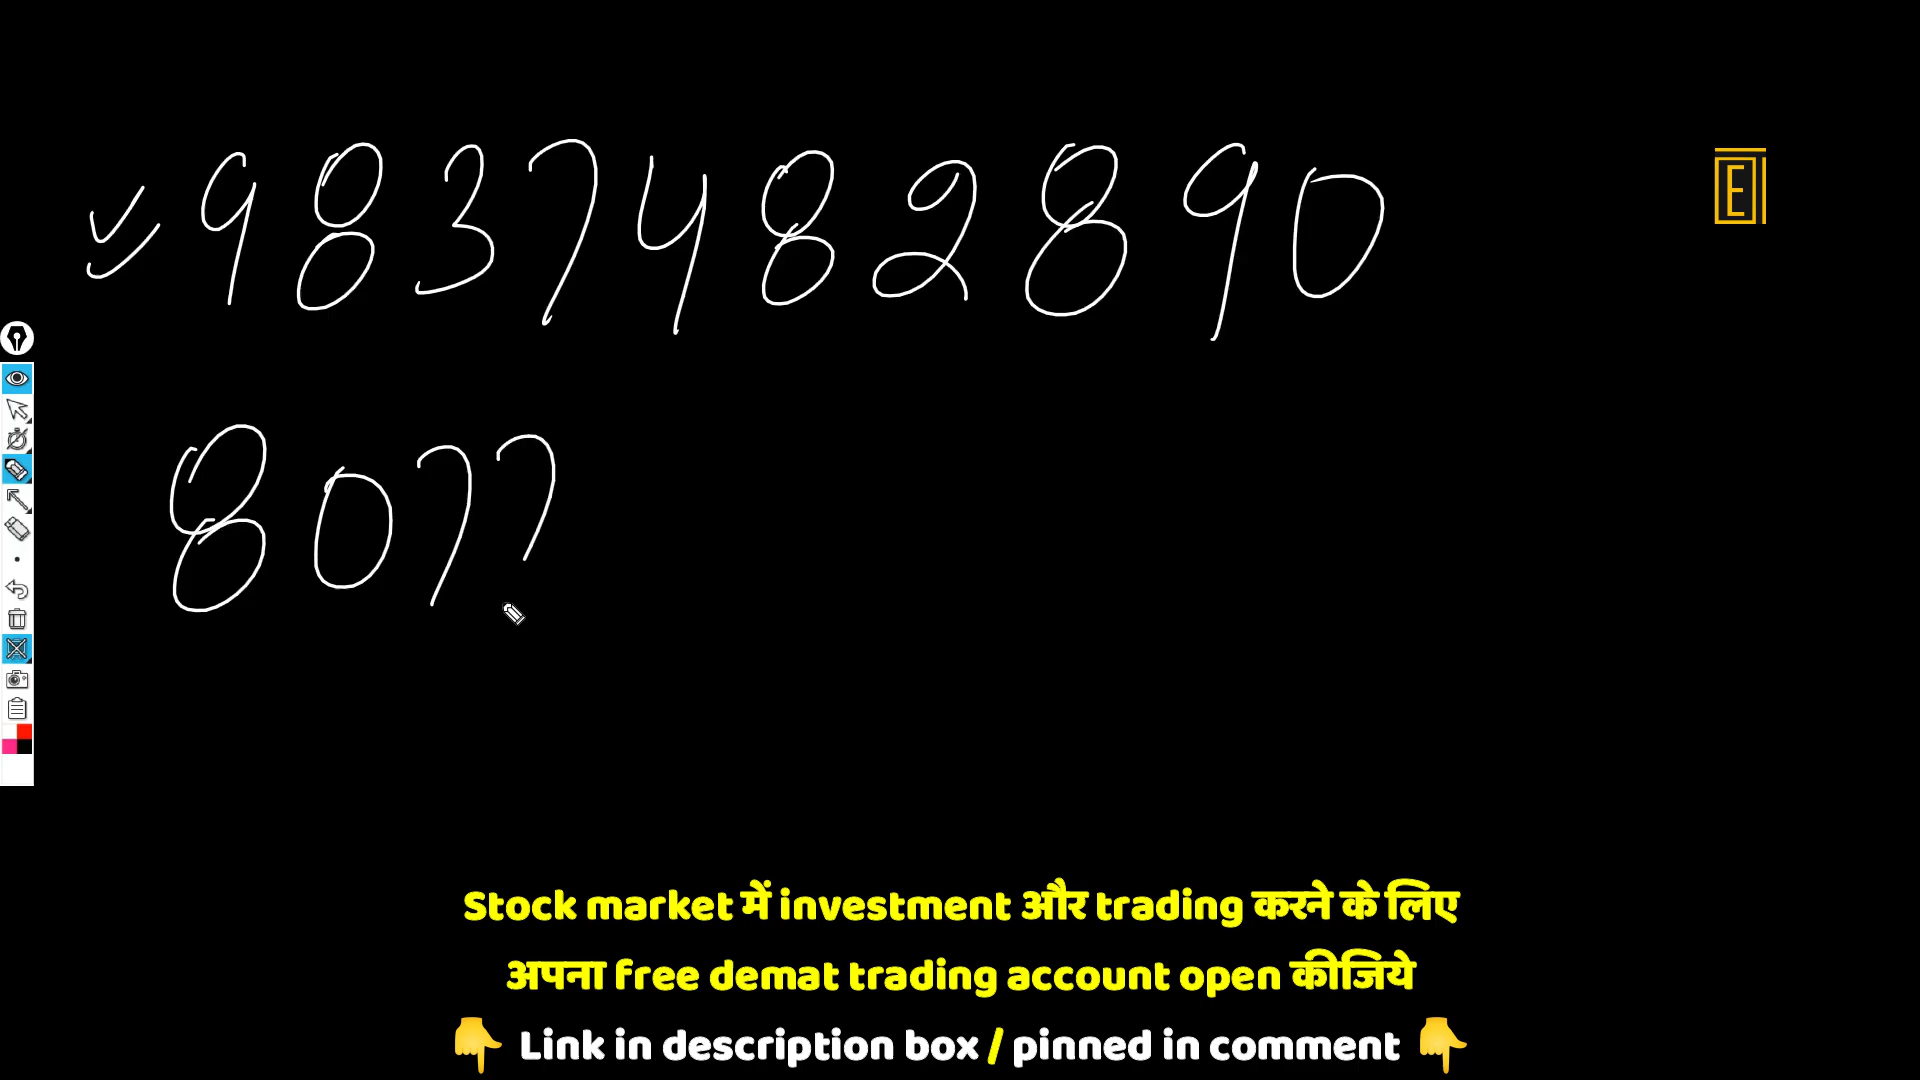 9837482890
E
8077
Stock market में investment और trading करने के लिए
अपना free demat trading account open कीजिये
👇 Link in description box / pinned in comment 👇